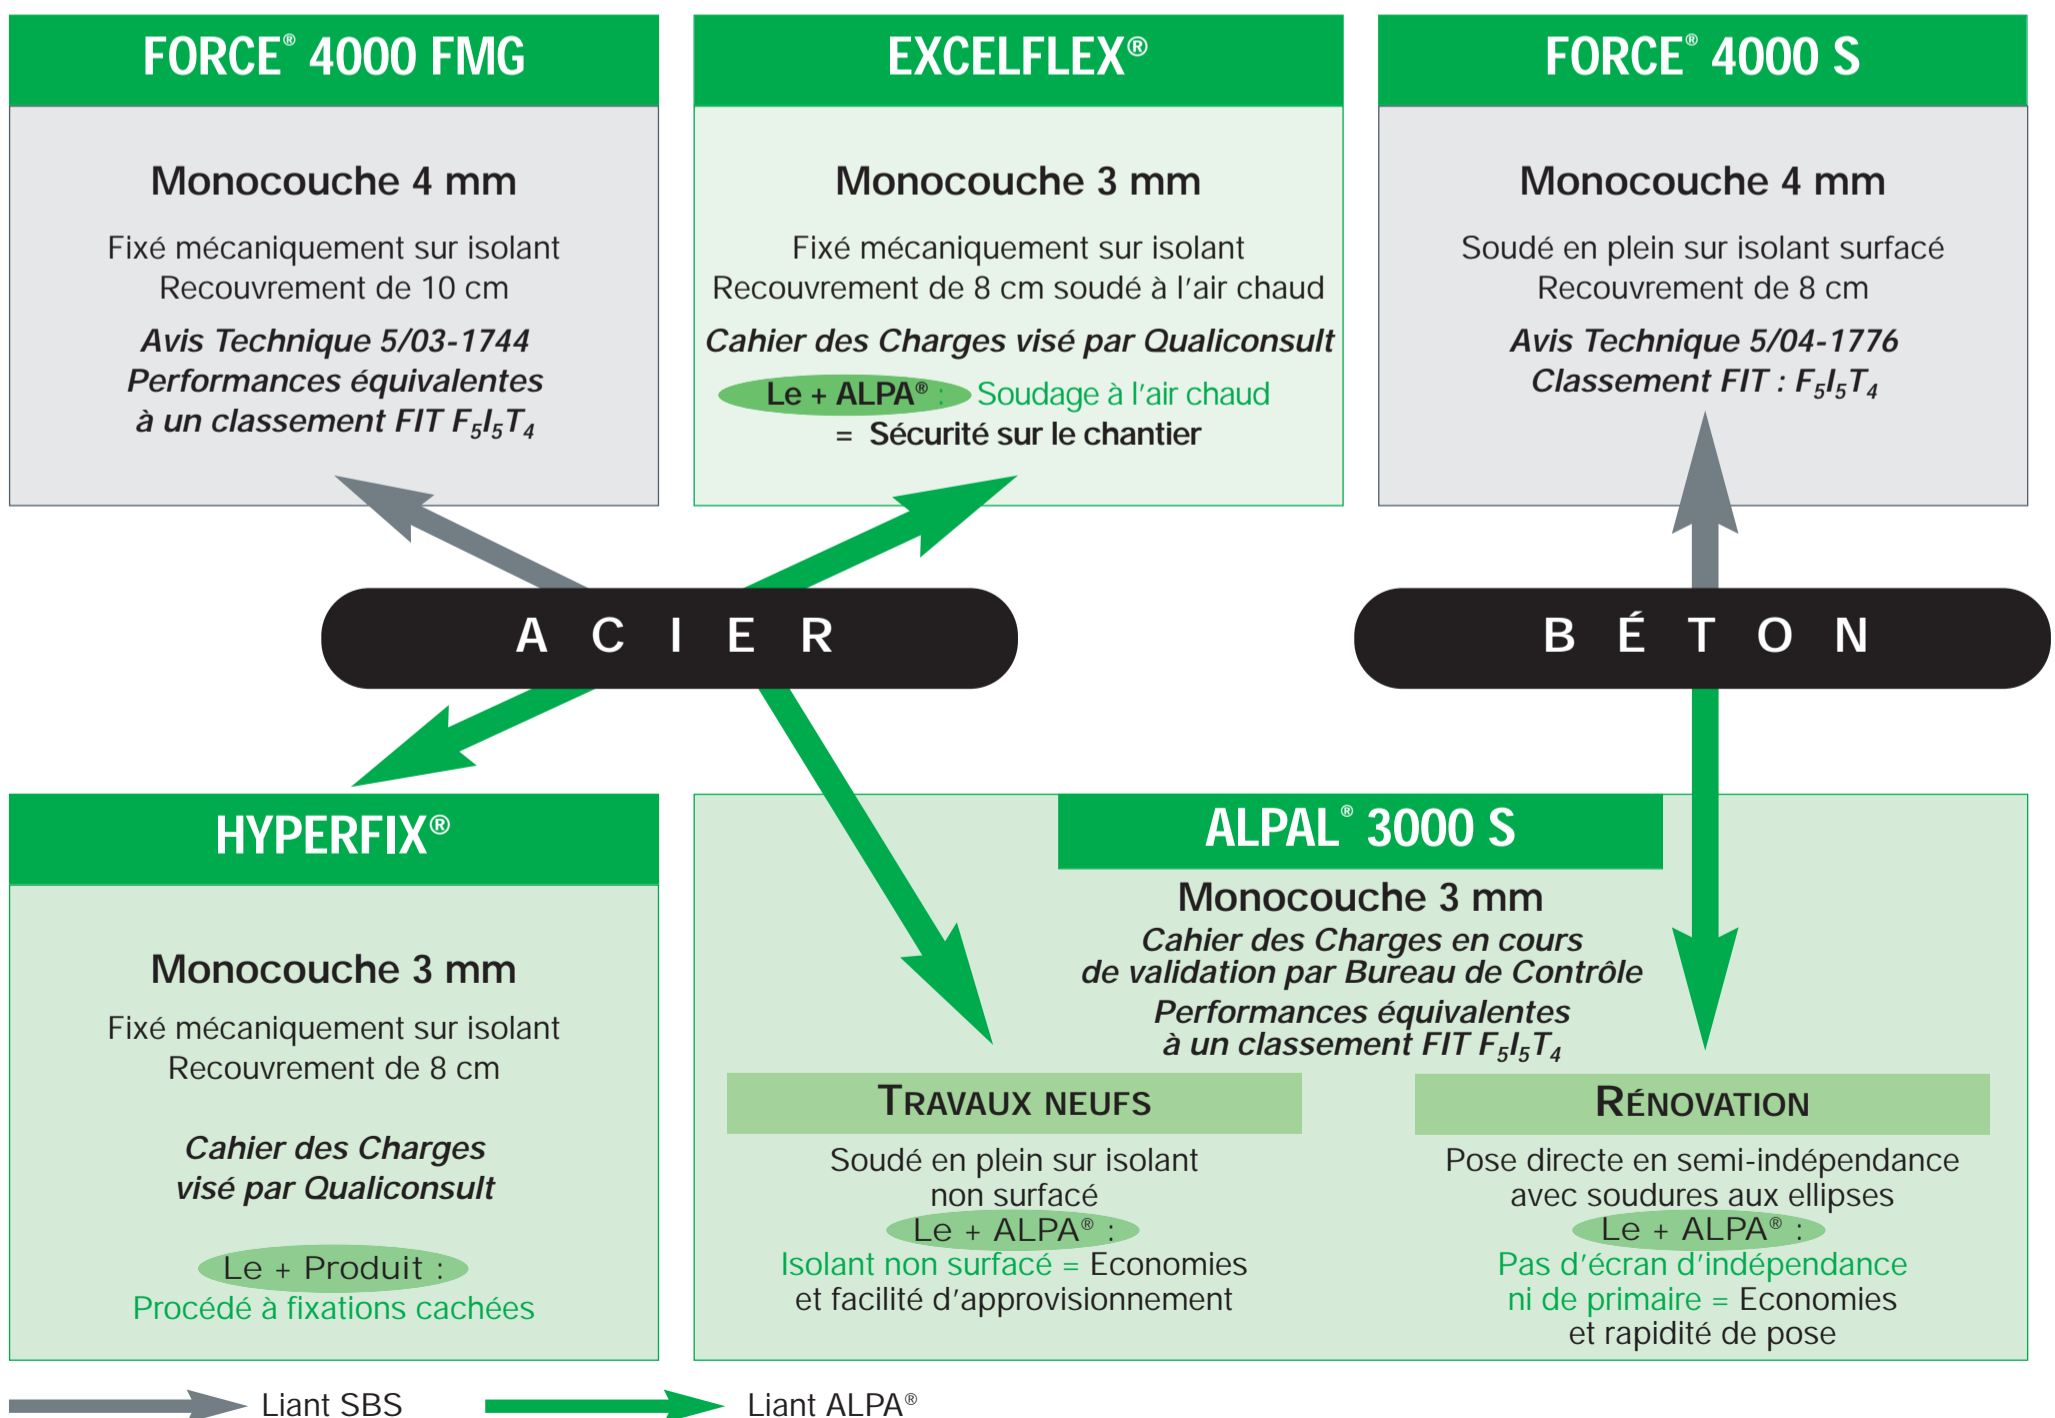 FORCE® 4000 FMG
Monocouche 4 mm
Fixé mécaniquement sur isolant
Recouvrement de 10 cm
Avis Technique 5/03-1744
Performances équivalentes
à un classement FIT F₅I₅T₄
EXCELFLEX®
Monocouche 3 mm
Fixé mécaniquement sur isolant
Recouvrement de 8 cm soudé à l'air chaud
Cahier des Charges visé par Qualiconsult
Le + ALPA® : Soudage à l'air chaud
= Sécurité sur le chantier
FORCE® 4000 S
Monocouche 4 mm
Soudé en plein sur isolant surfacé
Recouvrement de 8 cm
Avis Technique 5/04-1776
Classement FIT : F₅I₅T₄
ACIER
BÉTON
HYPERFIX®
Monocouche 3 mm
Fixé mécaniquement sur isolant
Recouvrement de 8 cm
Cahier des Charges
visé par Qualiconsult
Le + Produit :
Procédé à fixations cachées
ALPAL® 3000 S
Monocouche 3 mm
Cahier des Charges en cours
de validation par Bureau de Contrôle
Performances équivalentes
à un classement FIT F₅I₅T₄
TRAVAUX NEUFS
Soudé en plein sur isolant
non surfacé
Le + ALPA® :
Isolant non surfacé = Economies
et facilité d'approvisionnement
RÉNOVATION
Pose directe en semi-indépendance
avec soudures aux ellipses
Le + ALPA® :
Pas d'écran d'indépendance
ni de primaire = Economies
et rapidité de pose
Liant SBS
Liant ALPA®